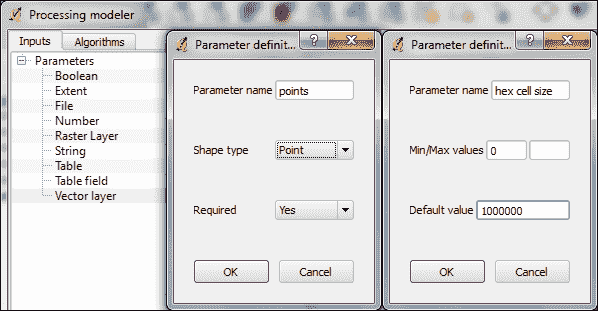 Processing modeler
Inputs Algorithms
Parameters
Boolean
Extent
File
Number
Raster Layer
String
Table
Table field
Vector layer
Parameter definit... ?
Parameter name points
Shape type Point
Required Yes
OK Cancel
Parameter definit... ?
Parameter name hex cell size
Min/Max values 0
Default value 1000000
OK Cancel